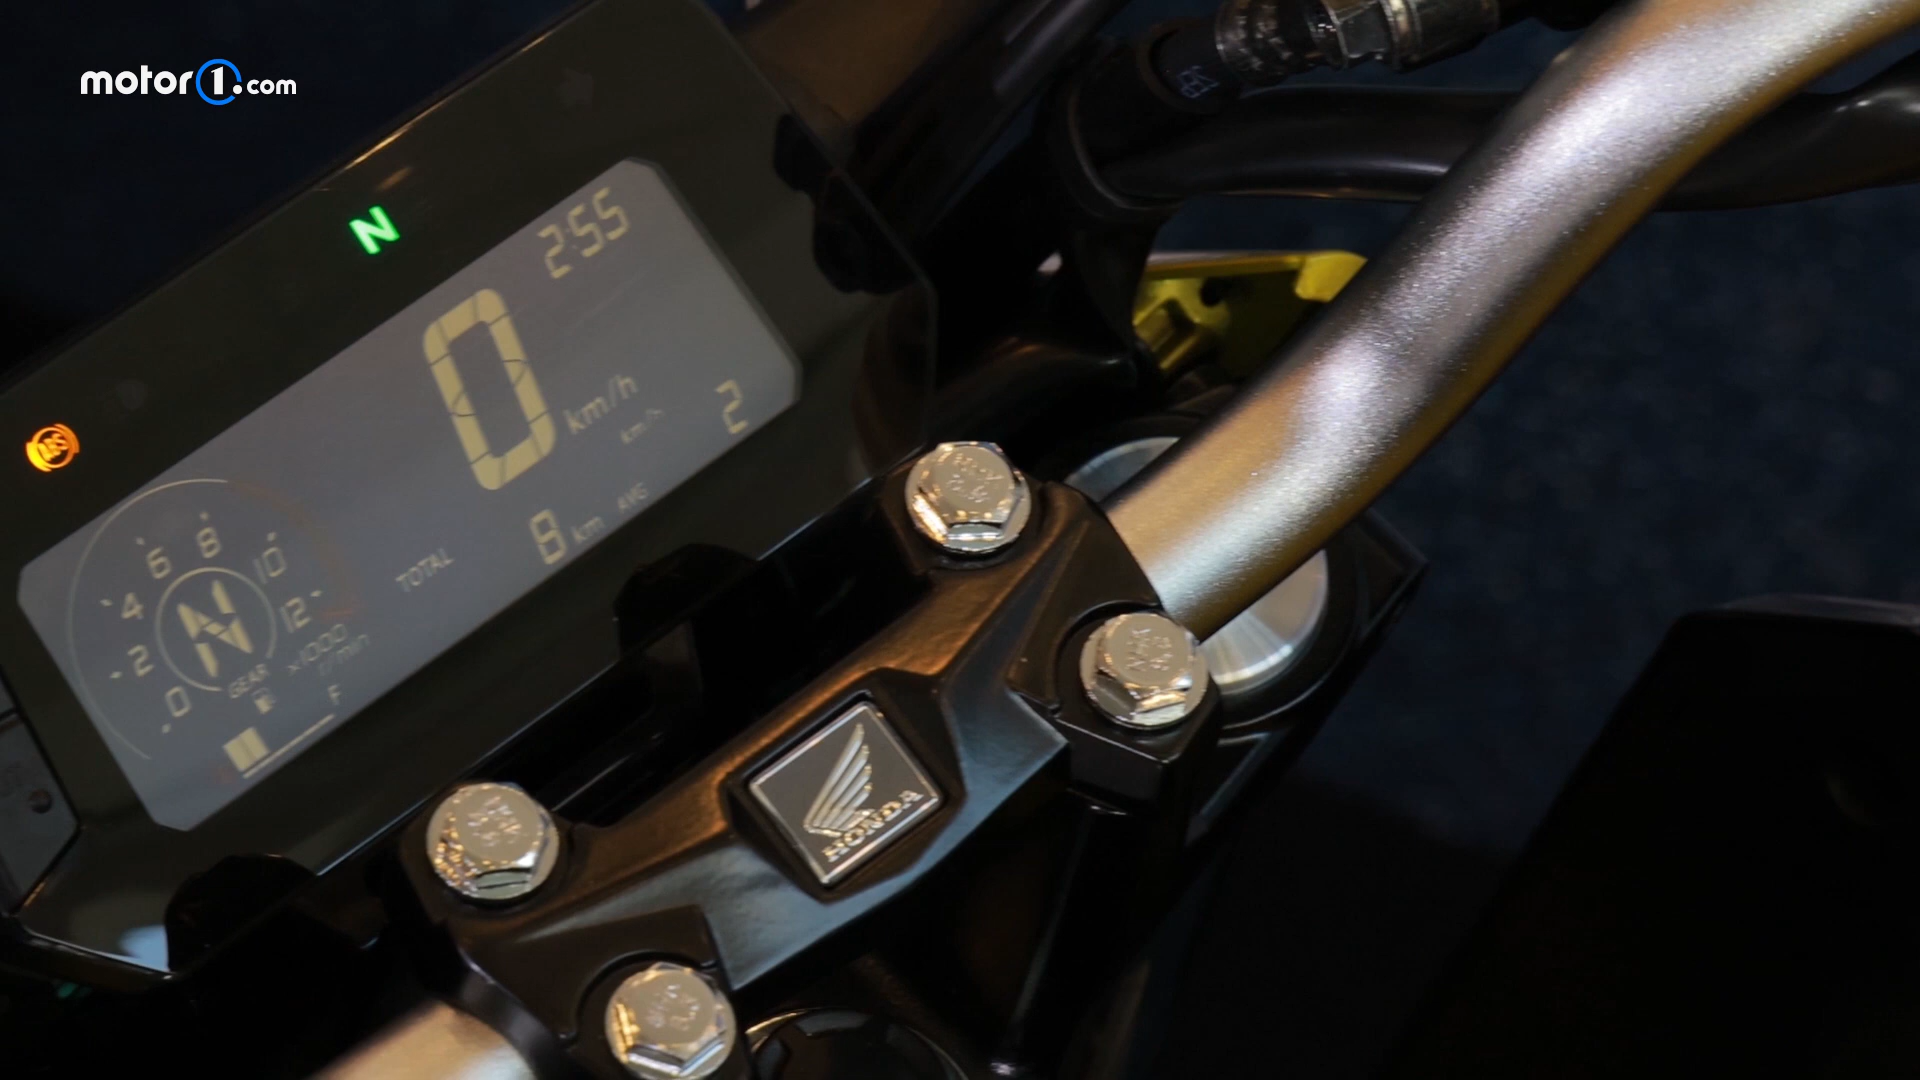 motor1.com
N
2:55
ABS
0 km/h
km/h
2
TOTAL 8 km AVG
0 2 4 6 8 10 12
N
GEAR
x1000
r/min
F
HONDA